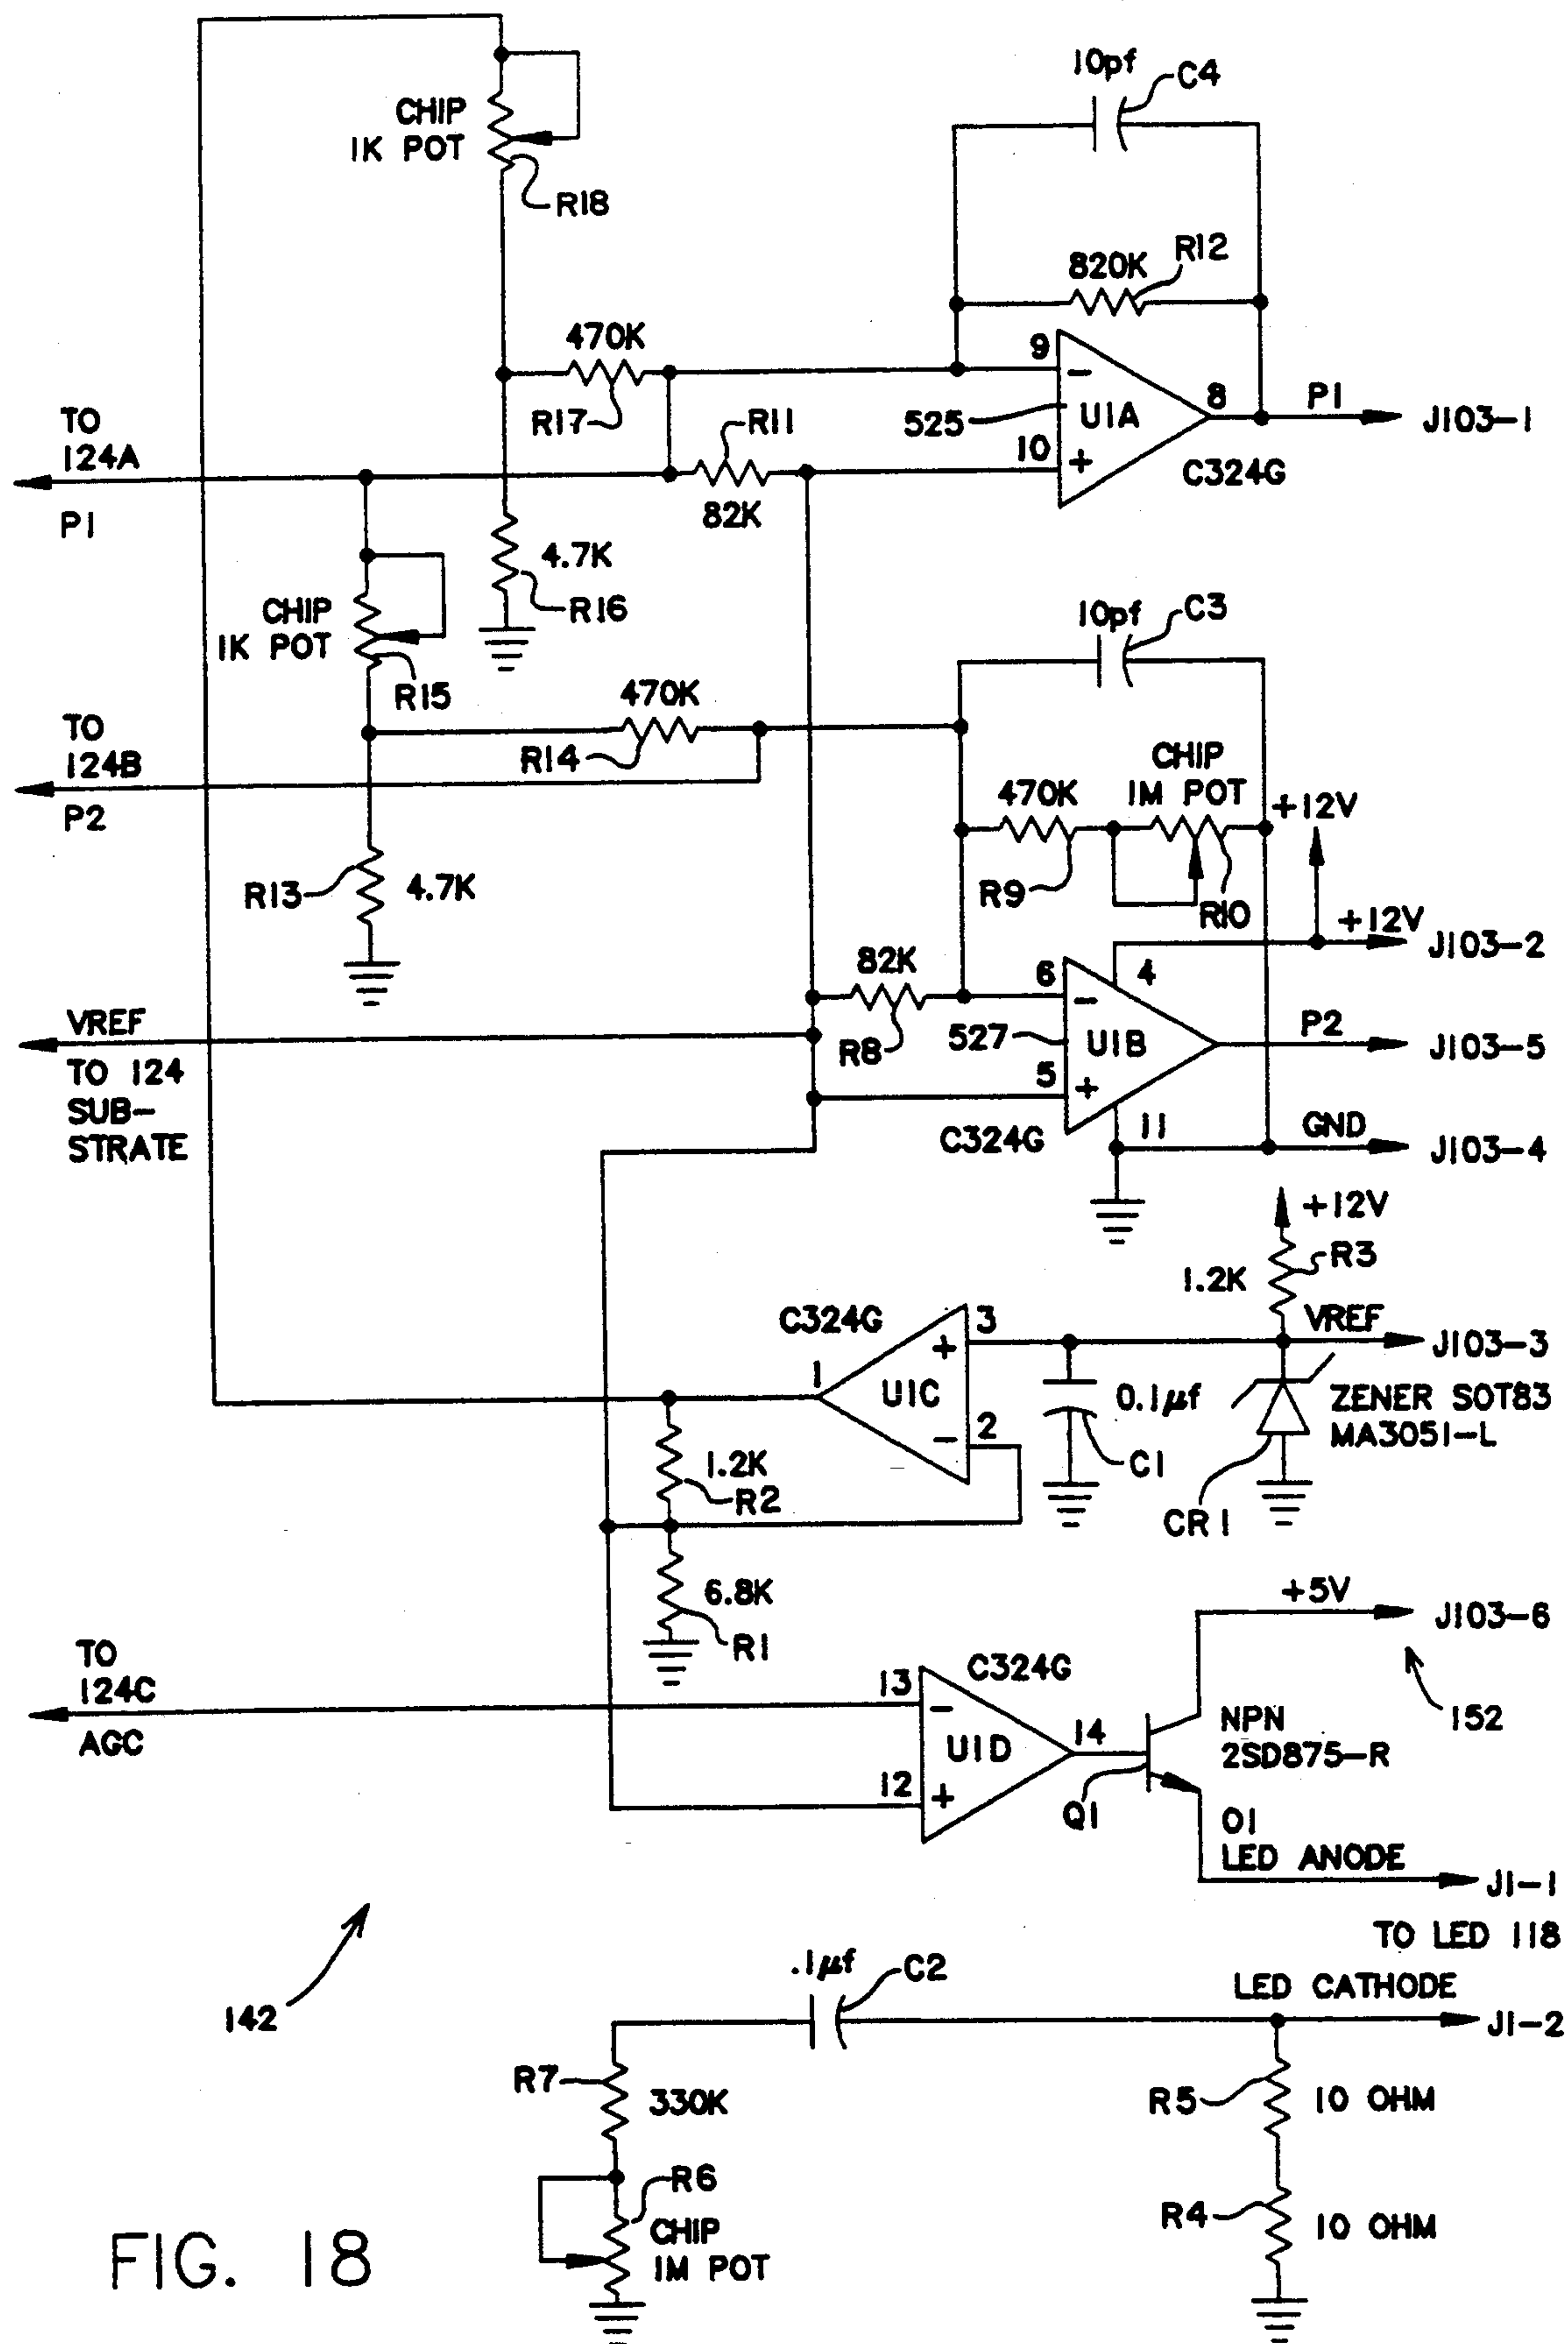 10pf
C4
CHIP
1K POT
R18
820K
R12
470K
R17
9
-
525
U1A
8
P1
J103-1
10
+
C324G
TO
124A
P1
R11
82K
4.7K
R16
CHIP
1K POT
R15
10pf
C3
TO
124B
P2
470K
R14
470K
R9
CHIP
1M POT
R10
+12V
R13
4.7K
+12V
J103-2
82K
R8
6
-
4
527
U1B
P2
J103-5
5
+
C324G
11
GND
J103-4
VREF
TO 124
SUB-
STRATE
+12V
R3
1.2K
VREF
J103-3
C324G
3
+
1
U1C
2
-
0.1μf
C1
ZENER SOT83
MA3051-L
CR1
1.2K
R2
6.8K
R1
+5V
J103-6
152
TO
124C
AGC
C324G
13
-
U1D
14
12
+
Q1
NPN
2SD875-R
01
LED ANODE
J1-1
TO LED 118
142
.1μf
C2
LED CATHODE
J1-2
R7
330K
R5
10 OHM
R6
CHIP
1M POT
R4
10 OHM
FIG. 18